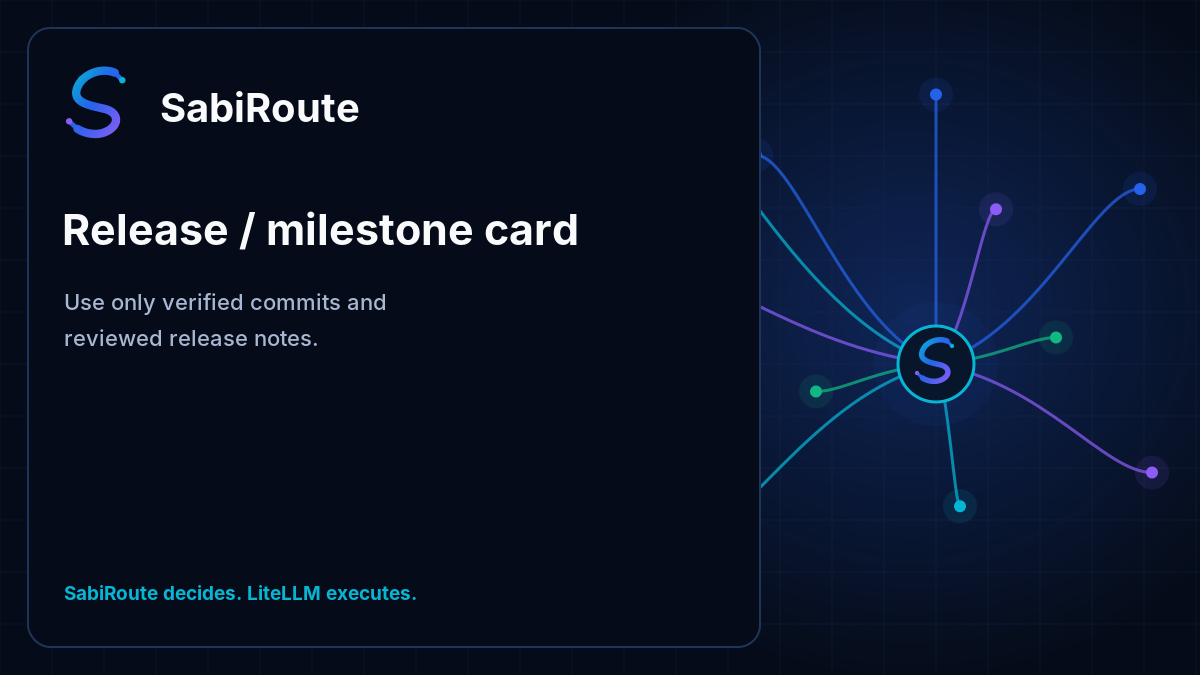 SabiRoute
Release / milestone card
Use only verified commits and
reviewed release notes.
SabiRoute decides. LiteLLM executes.